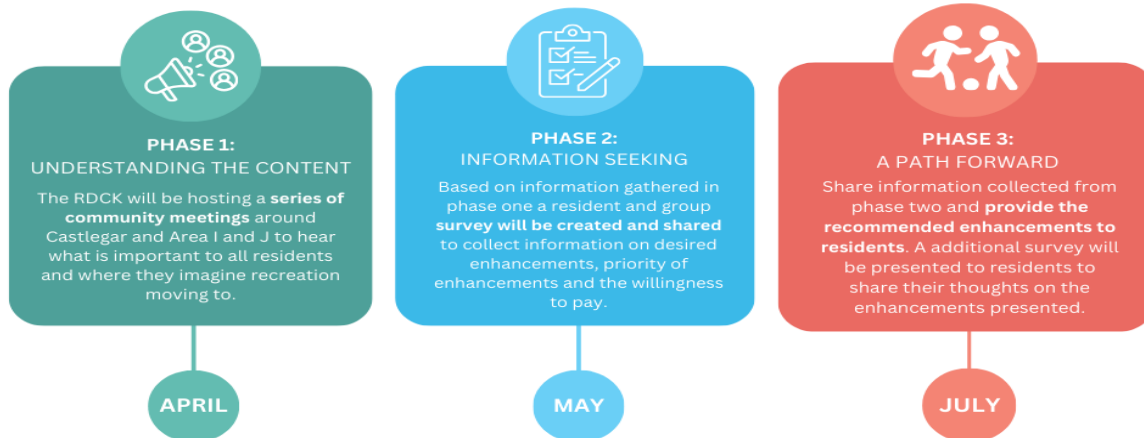 PHASE 1:
UNDERSTANDING THE CONTENT
The RDCK will be hosting a series of
community meetings around
Castlegar and Area I and J to hear
what is important to all residents
and where they imagine recreation
moving to.
APRIL
PHASE 2:
INFORMATION SEEKING
Based on information gathered in
phase one a resident and group
survey will be created and shared
to collect information on desired
enhancements, priority of
enhancements and the willingness
to pay.
MAY
PHASE 3:
A PATH FORWARD
Share information collected from
phase two and provide the
recommended enhancements to
residents. A additional survey will
be presented to residents to
share their thoughts on the
enhancements presented.
JULY